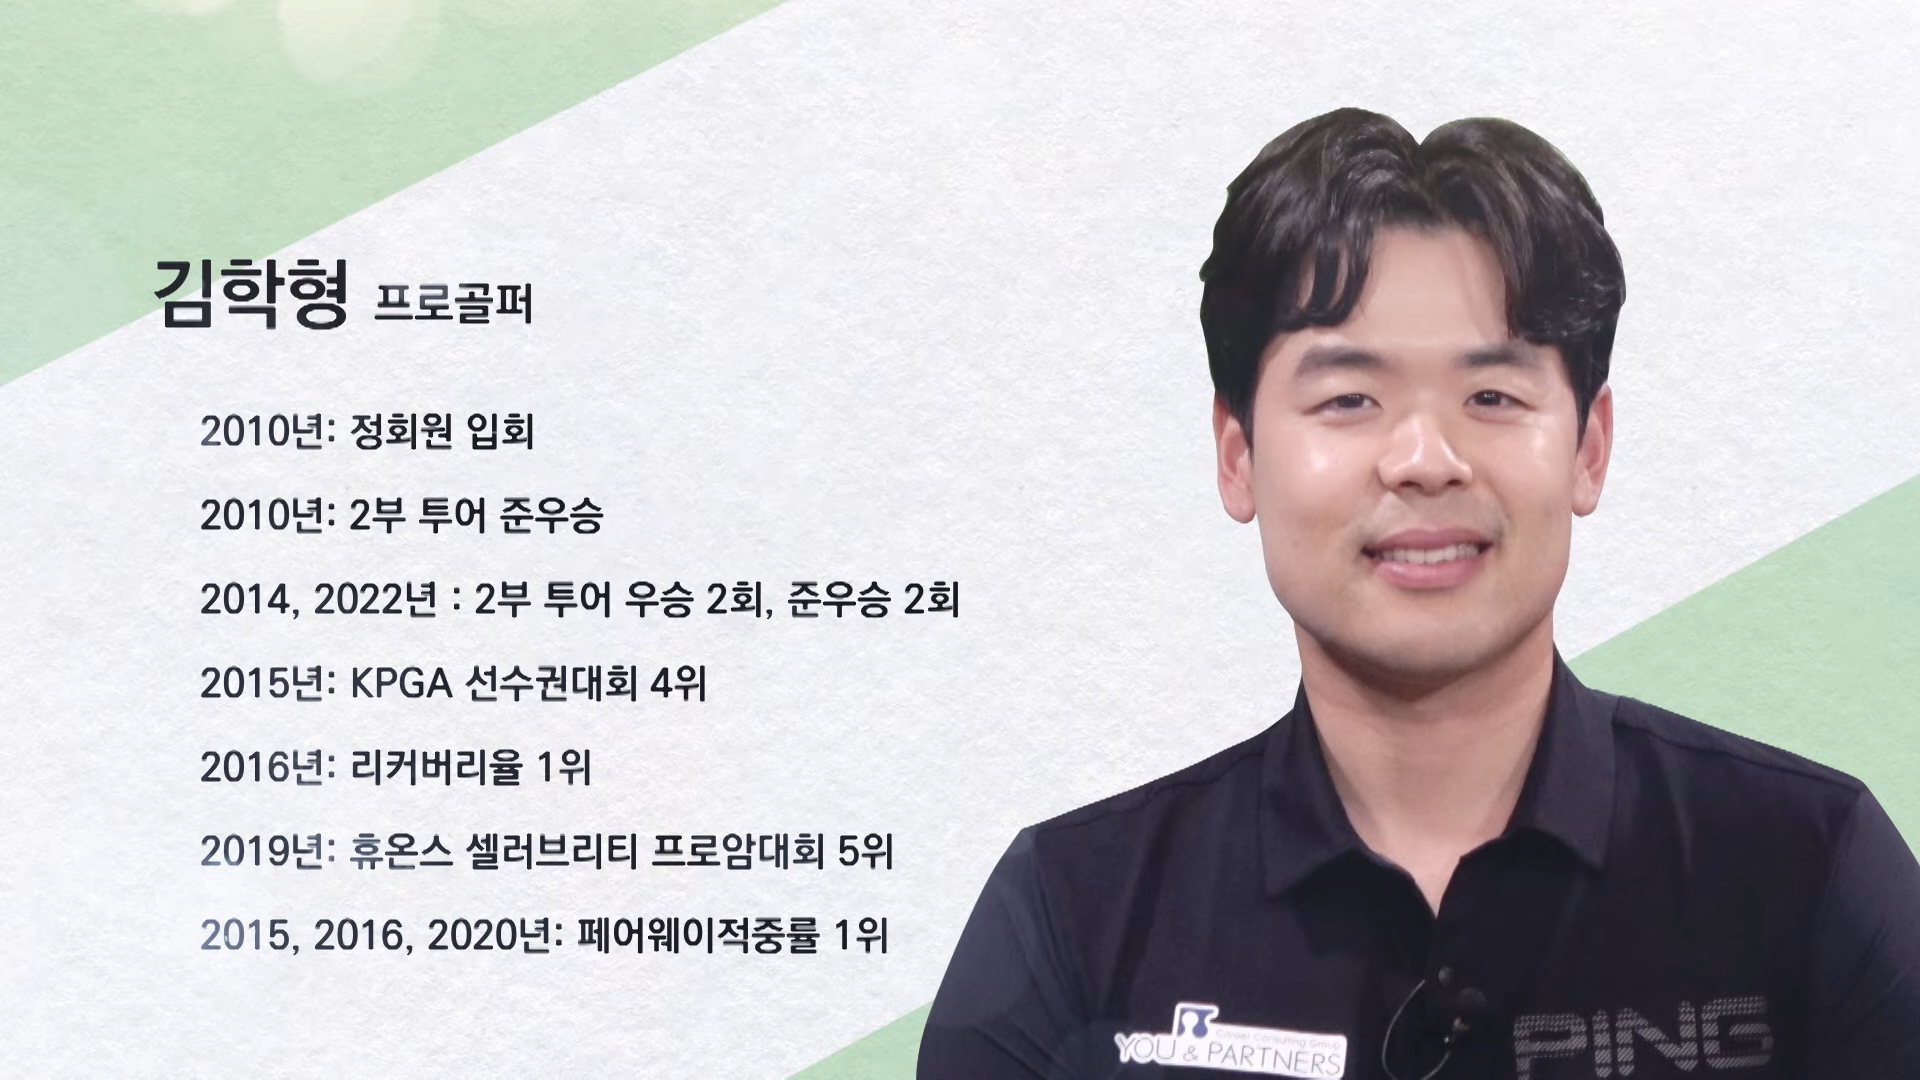 김학형 프로골퍼
2010년: 정회원 입회
2010년: 2부 투어 준우승
2014, 2022년 : 2부 투어 우승 2회, 준우승 2회
2015년: KPGA 선수권대회 4위
2016년: 리커버리율 1위
2019년: 휴온스 셀러브리티 프로암대회 5위
2015, 2016, 2020년: 페어웨이적중률 1위
Career Consulting Group
YOU & PARTNERS
PING